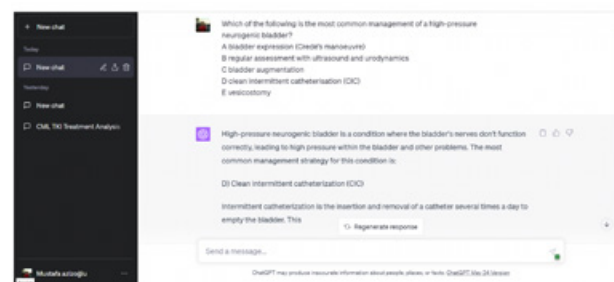 + New chat
Today
New chat
Yesterday
New chat
CML TKI Treatment Analysis
Mustafa azizoğlu
Which of the following is the most common management of a high-pressure
neurogenic bladder?
A bladder expression (Crede's manoeuvre)
B regular assessment with ultrasound and urodynamics
C bladder augmentation
D clean intermittent catheterisation (CIC)
E vesicostomy
High-pressure neurogenic bladder is a condition where the bladder's nerves don't function
correctly, leading to high pressure within the bladder and other problems. The most
common management strategy for this condition is:
D) Clean intermittent catheterization (CIC)
Intermittent catheterization is the insertion and removal of a catheter several times a day to
empty the bladder. This
Regenerate response
Send a message...
ChatGPT may produce inaccurate information about people, places, or facts. ChatGPT May 24 Version